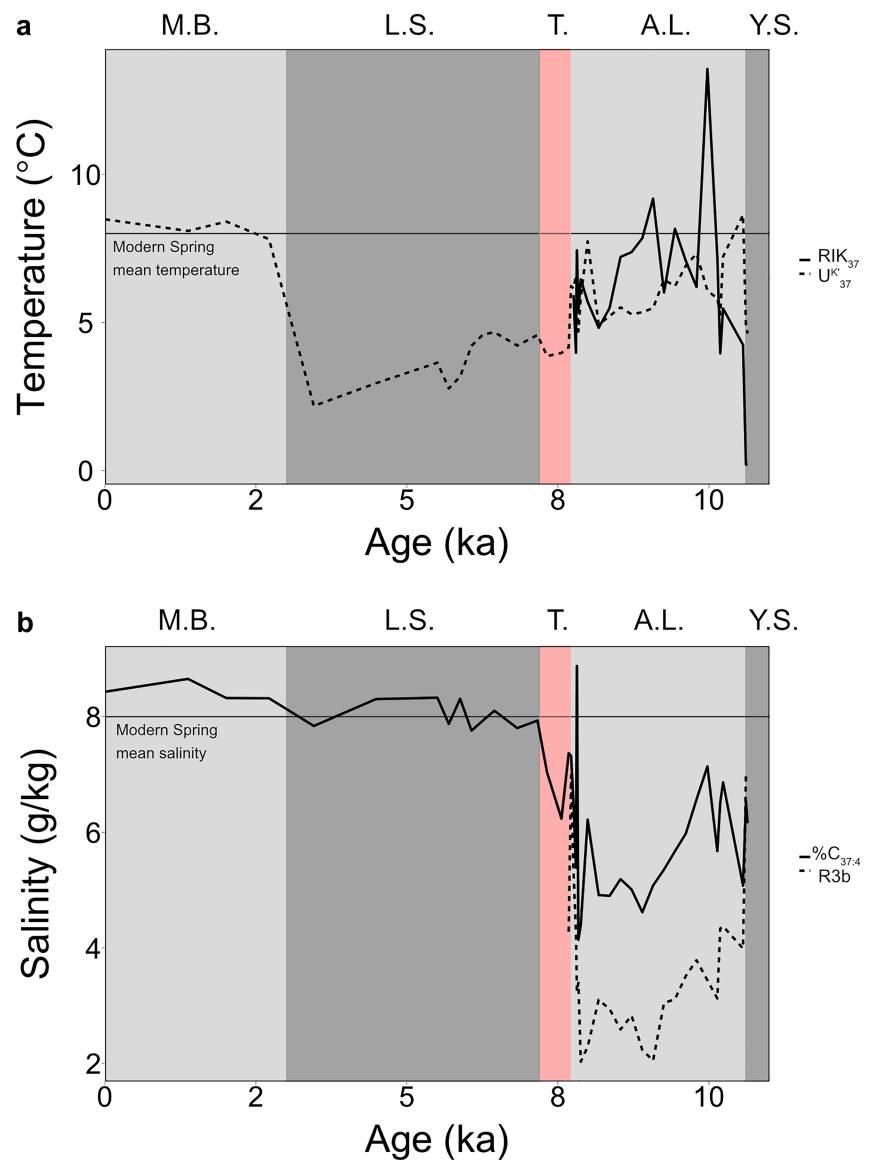 a
M.B. L.S. T. A.L. Y.S.
Temperature (°C)
10
5
0
Modern Spring
mean temperature
RIK37
UK'37
0 2 5 8 10
Age (ka)
b
M.B. L.S. T. A.L. Y.S.
Salinity (g/kg)
8
6
4
2
Modern Spring
mean salinity
%C37:4
R3b
0 2 5 8 10
Age (ka)